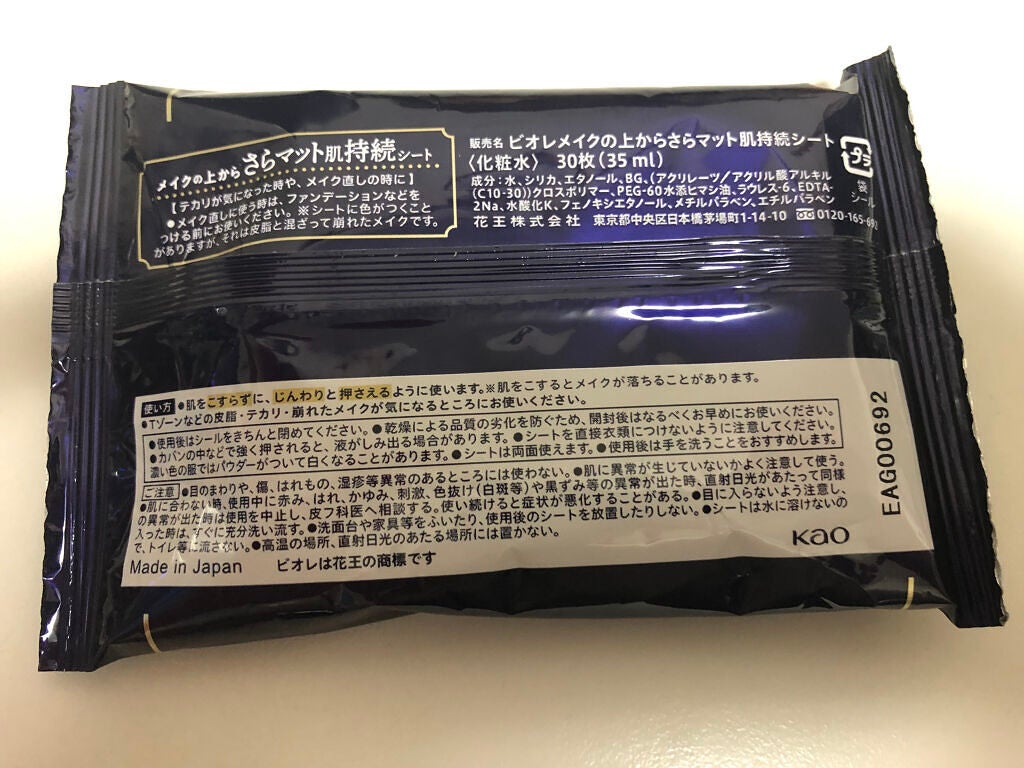 メイクの上からさらマット肌持続シート
【テカリが気になった時や、メイク直しの時に】
●メイク直しに使う時は、ファンデーションなどを
つける前にお使いください。※シートに色がつくこと
がありますが、それは皮脂と混ざって崩れたメイクです。
販売名 ビオレメイクの上からさらマット肌持続シート
〈化粧水〉 30枚(35ml)
成分:水、シリカ、エタノール、BG、(アクリレーツ/アクリル酸アルキル
(C10-30))クロスポリマー、PEG-60水添ヒマシ油、ラウレス-6、EDTA-
2Na、水酸化K、フェノキシエタノール、メチルパラベン、エチルパラベン
花王株式会社 東京都中央区日本橋茅場町1-14-10 0120-165-692
プラ
袋
シール
使い方 ●肌をこすらずに、じんわりと押さえるように使います。※肌をこするとメイクが落ちることがあります。
●Tゾーンなどの皮脂・テカリ・崩れたメイクが気になるところにお使いください。
●使用後はシールをきちんと閉めてください。●乾燥による品質の劣化を防ぐため、開封後はなるべくお早めにお使いください。
●カバンの中などで強く押されると、液がしみ出る場合があります。●シートを直接衣類につけないように注意してください。
濃い色の服ではパウダーがついて白くなることがあります。●シートは両面使えます。●使用後は手を洗うことをおすすめします。
ご注意 ●目のまわりや、傷、はれもの、湿疹等異常のあるところには使わない。●肌に異常が生じていないかよく注意して使う。
●肌に合わない時、使用中に赤み、はれ、かゆみ、刺激、色抜け(白斑等)や黒ずみ等の異常が出た時、直射日光があたって同様
の異常が出た時は使用を中止し、皮フ科医へ相談する。使い続けると症状が悪化することがある。●目に入らないよう注意し、
入った時は、すぐに充分洗い流す。●洗面台や家具等をふいたり、使用後のシートを放置したりしない。●シートは水に溶けないの
で、トイレ等に流さない。●高温の場所、直射日光のあたる場所には置かない。
Made in Japan ビオレは花王の商標です
Kao
EAG00692